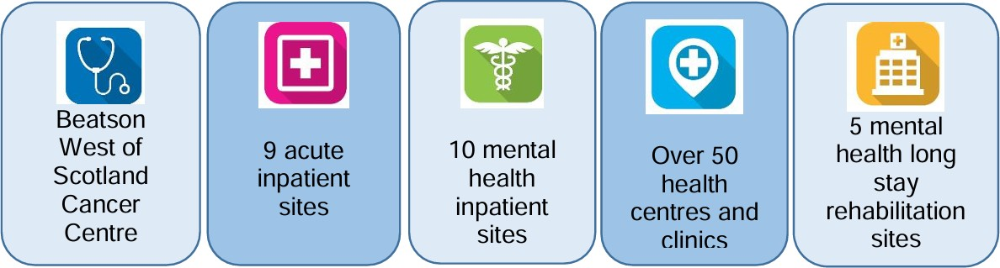 Beatson
West of
Scotland
Cancer
Centre
9 acute
inpatient
sites
10 mental
health
inpatient
sites
Over 50
health
centres and
clinics
5 mental
health long
stay
rehabilitation
sites